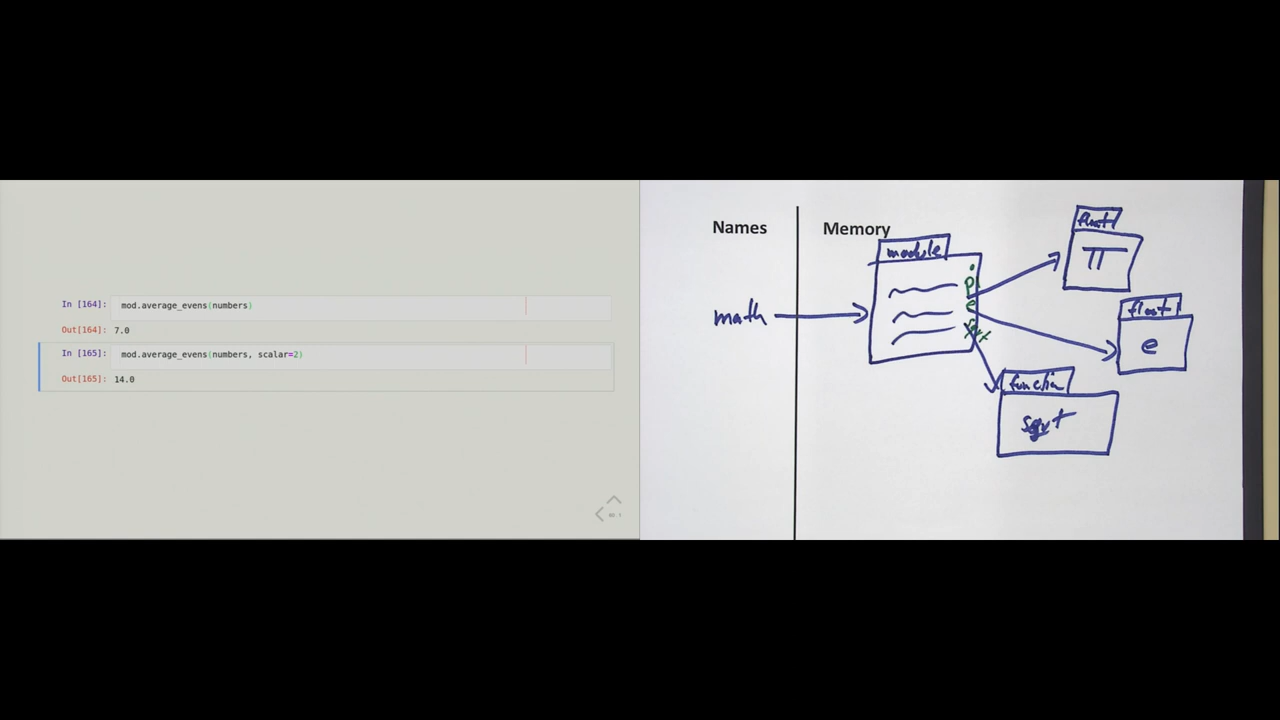 In [164]: mod.average_evens(numbers)
Out[164]: 7.0
In [165]: mod.average_evens(numbers, scalar=2)
Out[165]: 14.0
Names
Memory
math
module
.
p
e
sqrt
float
π
float
e
function
sqrt